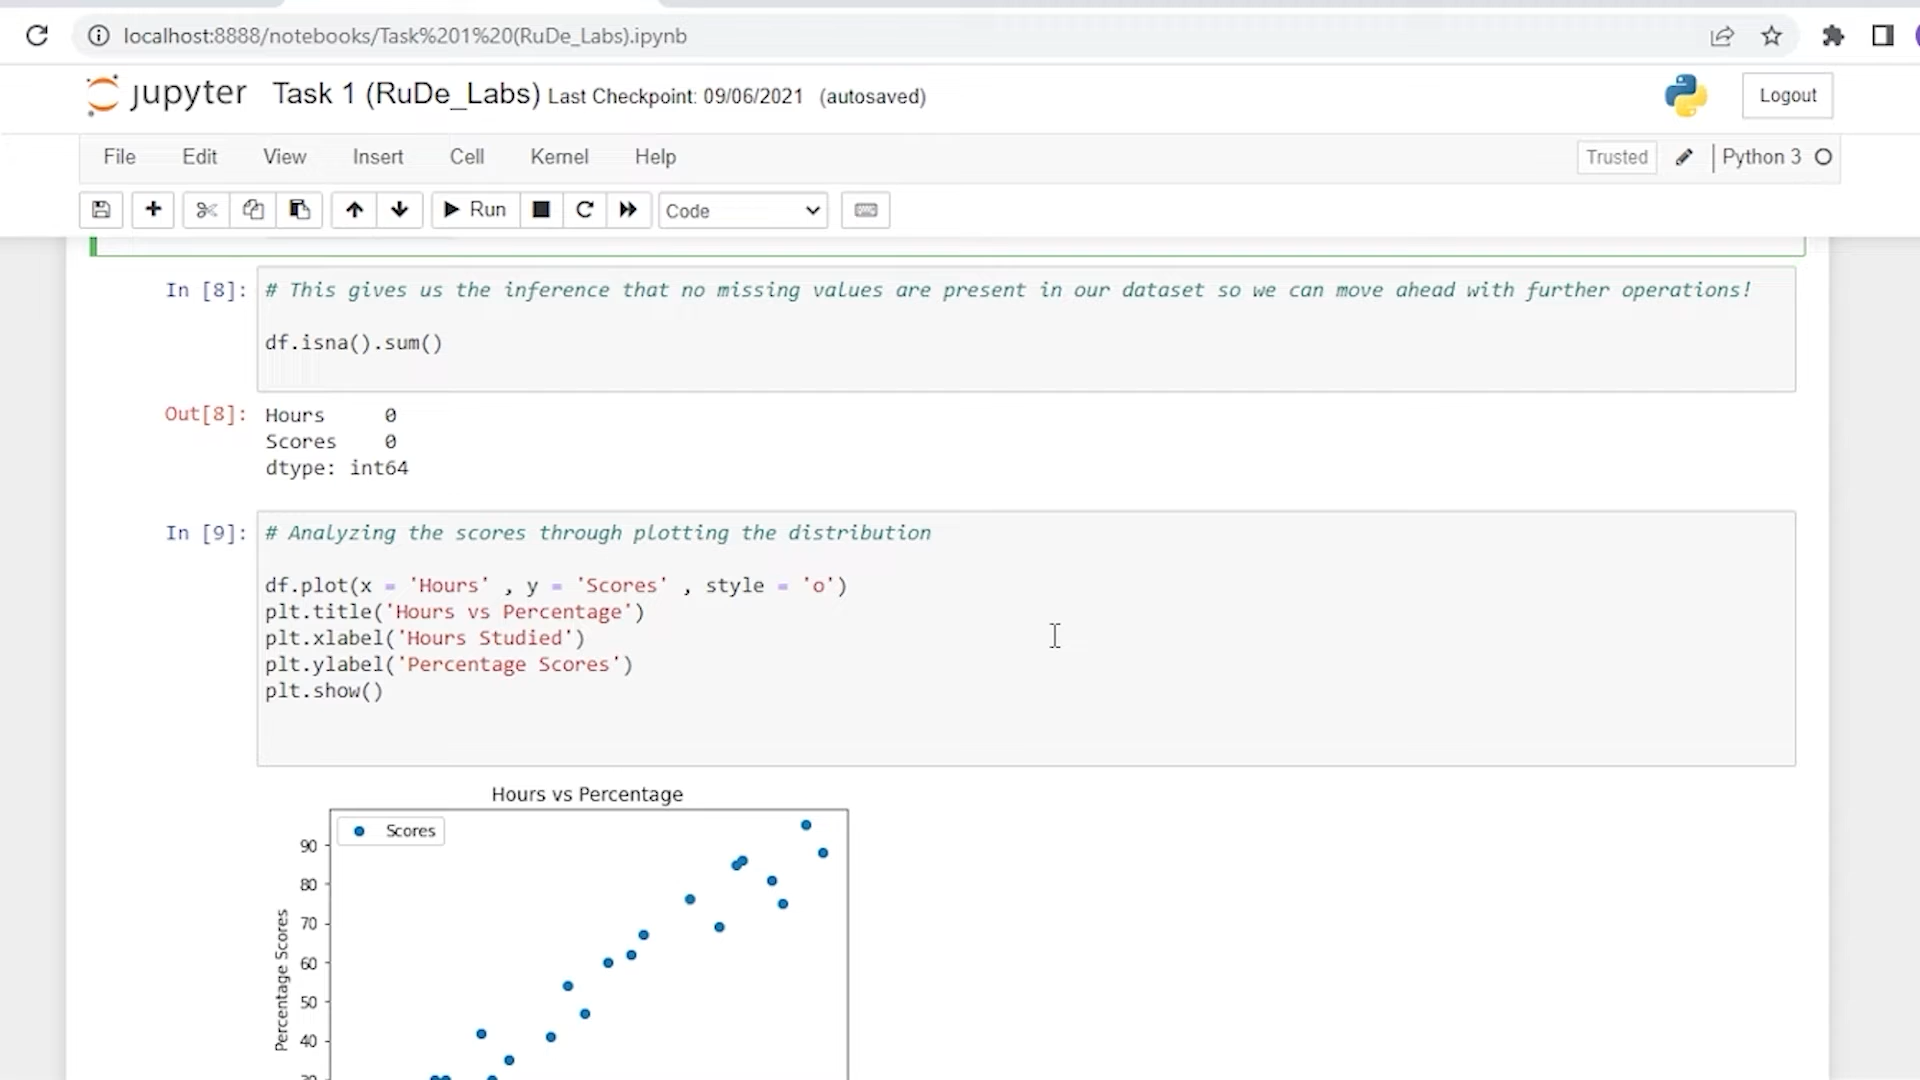 localhost:8888/notebooks/Task%201%20(RuDe_Labs).ipynb
jupyter Task 1 (RuDe_Labs) Last Checkpoint: 09/06/2021 (autosaved)
Logout
File Edit View Insert Cell Kernel Help
Trusted Python 3
Run Code
In [8]: # This gives us the inference that no missing values are present in our dataset so we can move ahead with further operations!
df.isna().sum()
Out[8]: Hours 0
Scores 0
dtype: int64
In [9]: # Analyzing the scores through plotting the distribution
df.plot(x = 'Hours' , y = 'Scores' , style = 'o')
plt.title('Hours vs Percentage')
plt.xlabel('Hours Studied')
plt.ylabel('Percentage Scores')
plt.show()
Hours vs Percentage
Scores
90
80
70
60
50
40
Percentage Scores